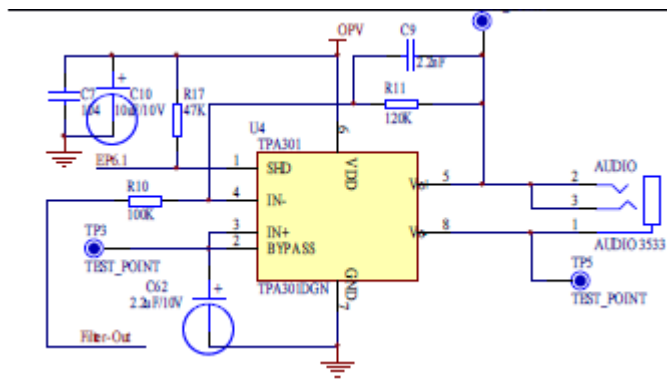 OPV
C9
2.2nF
C7
104
C10
10uF/10V
R17
47K
R11
120K
U4
TPA301
6
EP6.1
1
SHD
VDD
R10
100K
4
IN-
Vo+
5
2
AUDIO
3
TP3
3
IN+
2
BYPASS
8
1
AUDIO 3533
TEST_POINT
TP5
TEST_POINT
C62
2.2uF/10V
GND
7
TPA301DGN
Filter-Out